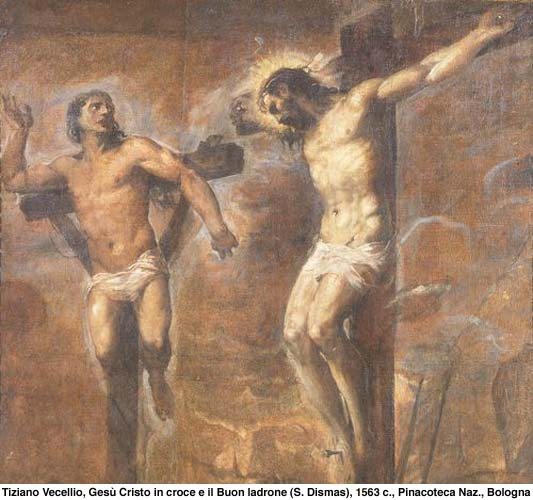 Tiziano Vecellio, Gesù Cristo in croce e il Buon ladrone (S. Dismas), 1563 c., Pinacoteca Naz., Bologna